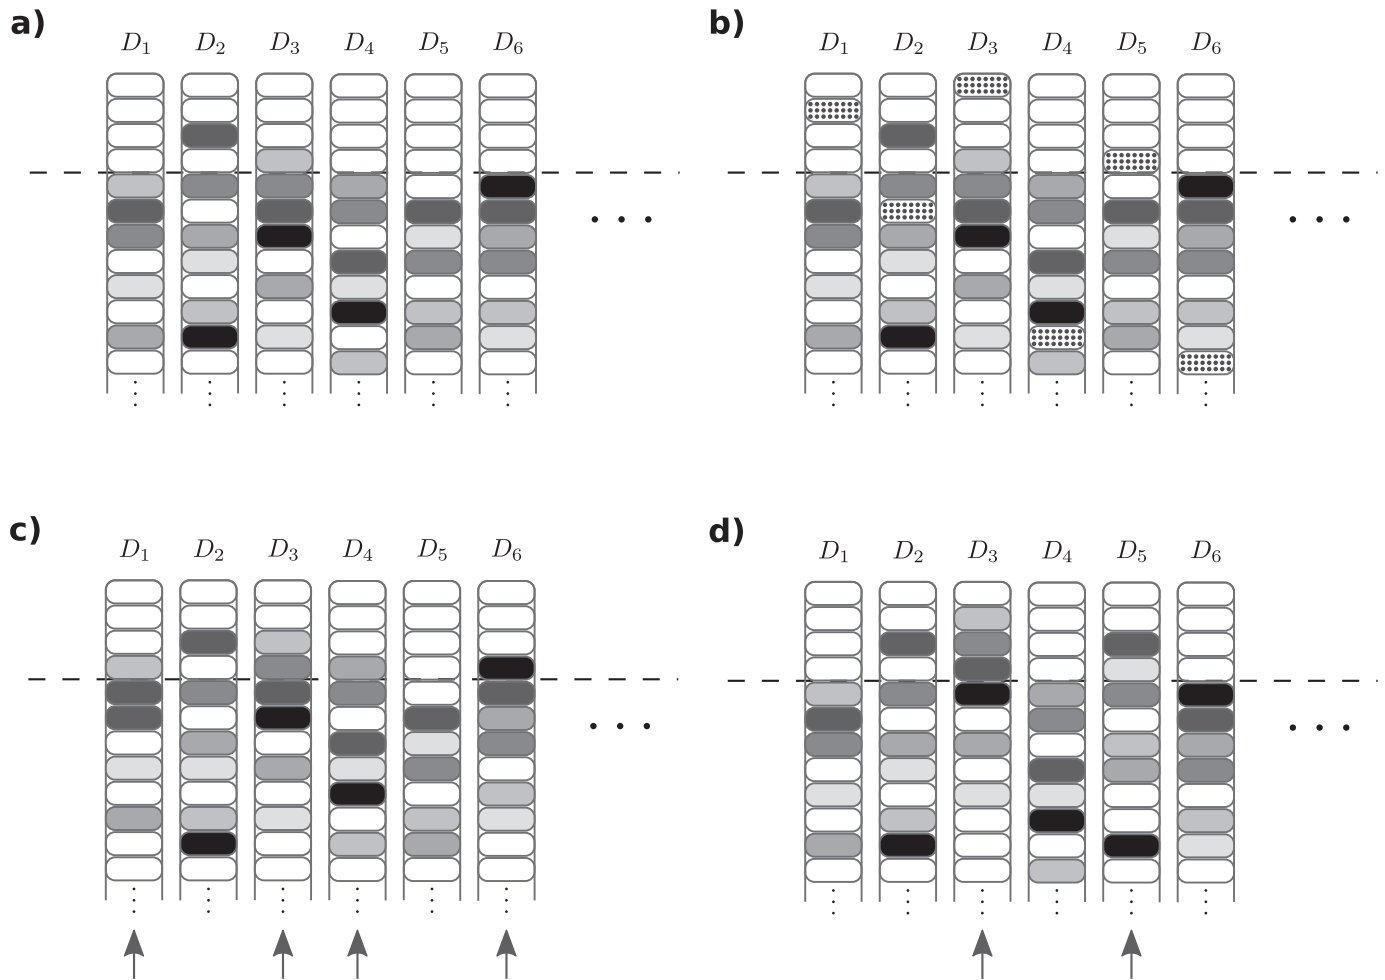 a)
D1 D2 D3 D4 D5 D6
. . .
b)
D1 D2 D3 D4 D5 D6
. . .
c)
D1 D2 D3 D4 D5 D6
. . .
d)
D1 D2 D3 D4 D5 D6
. . .